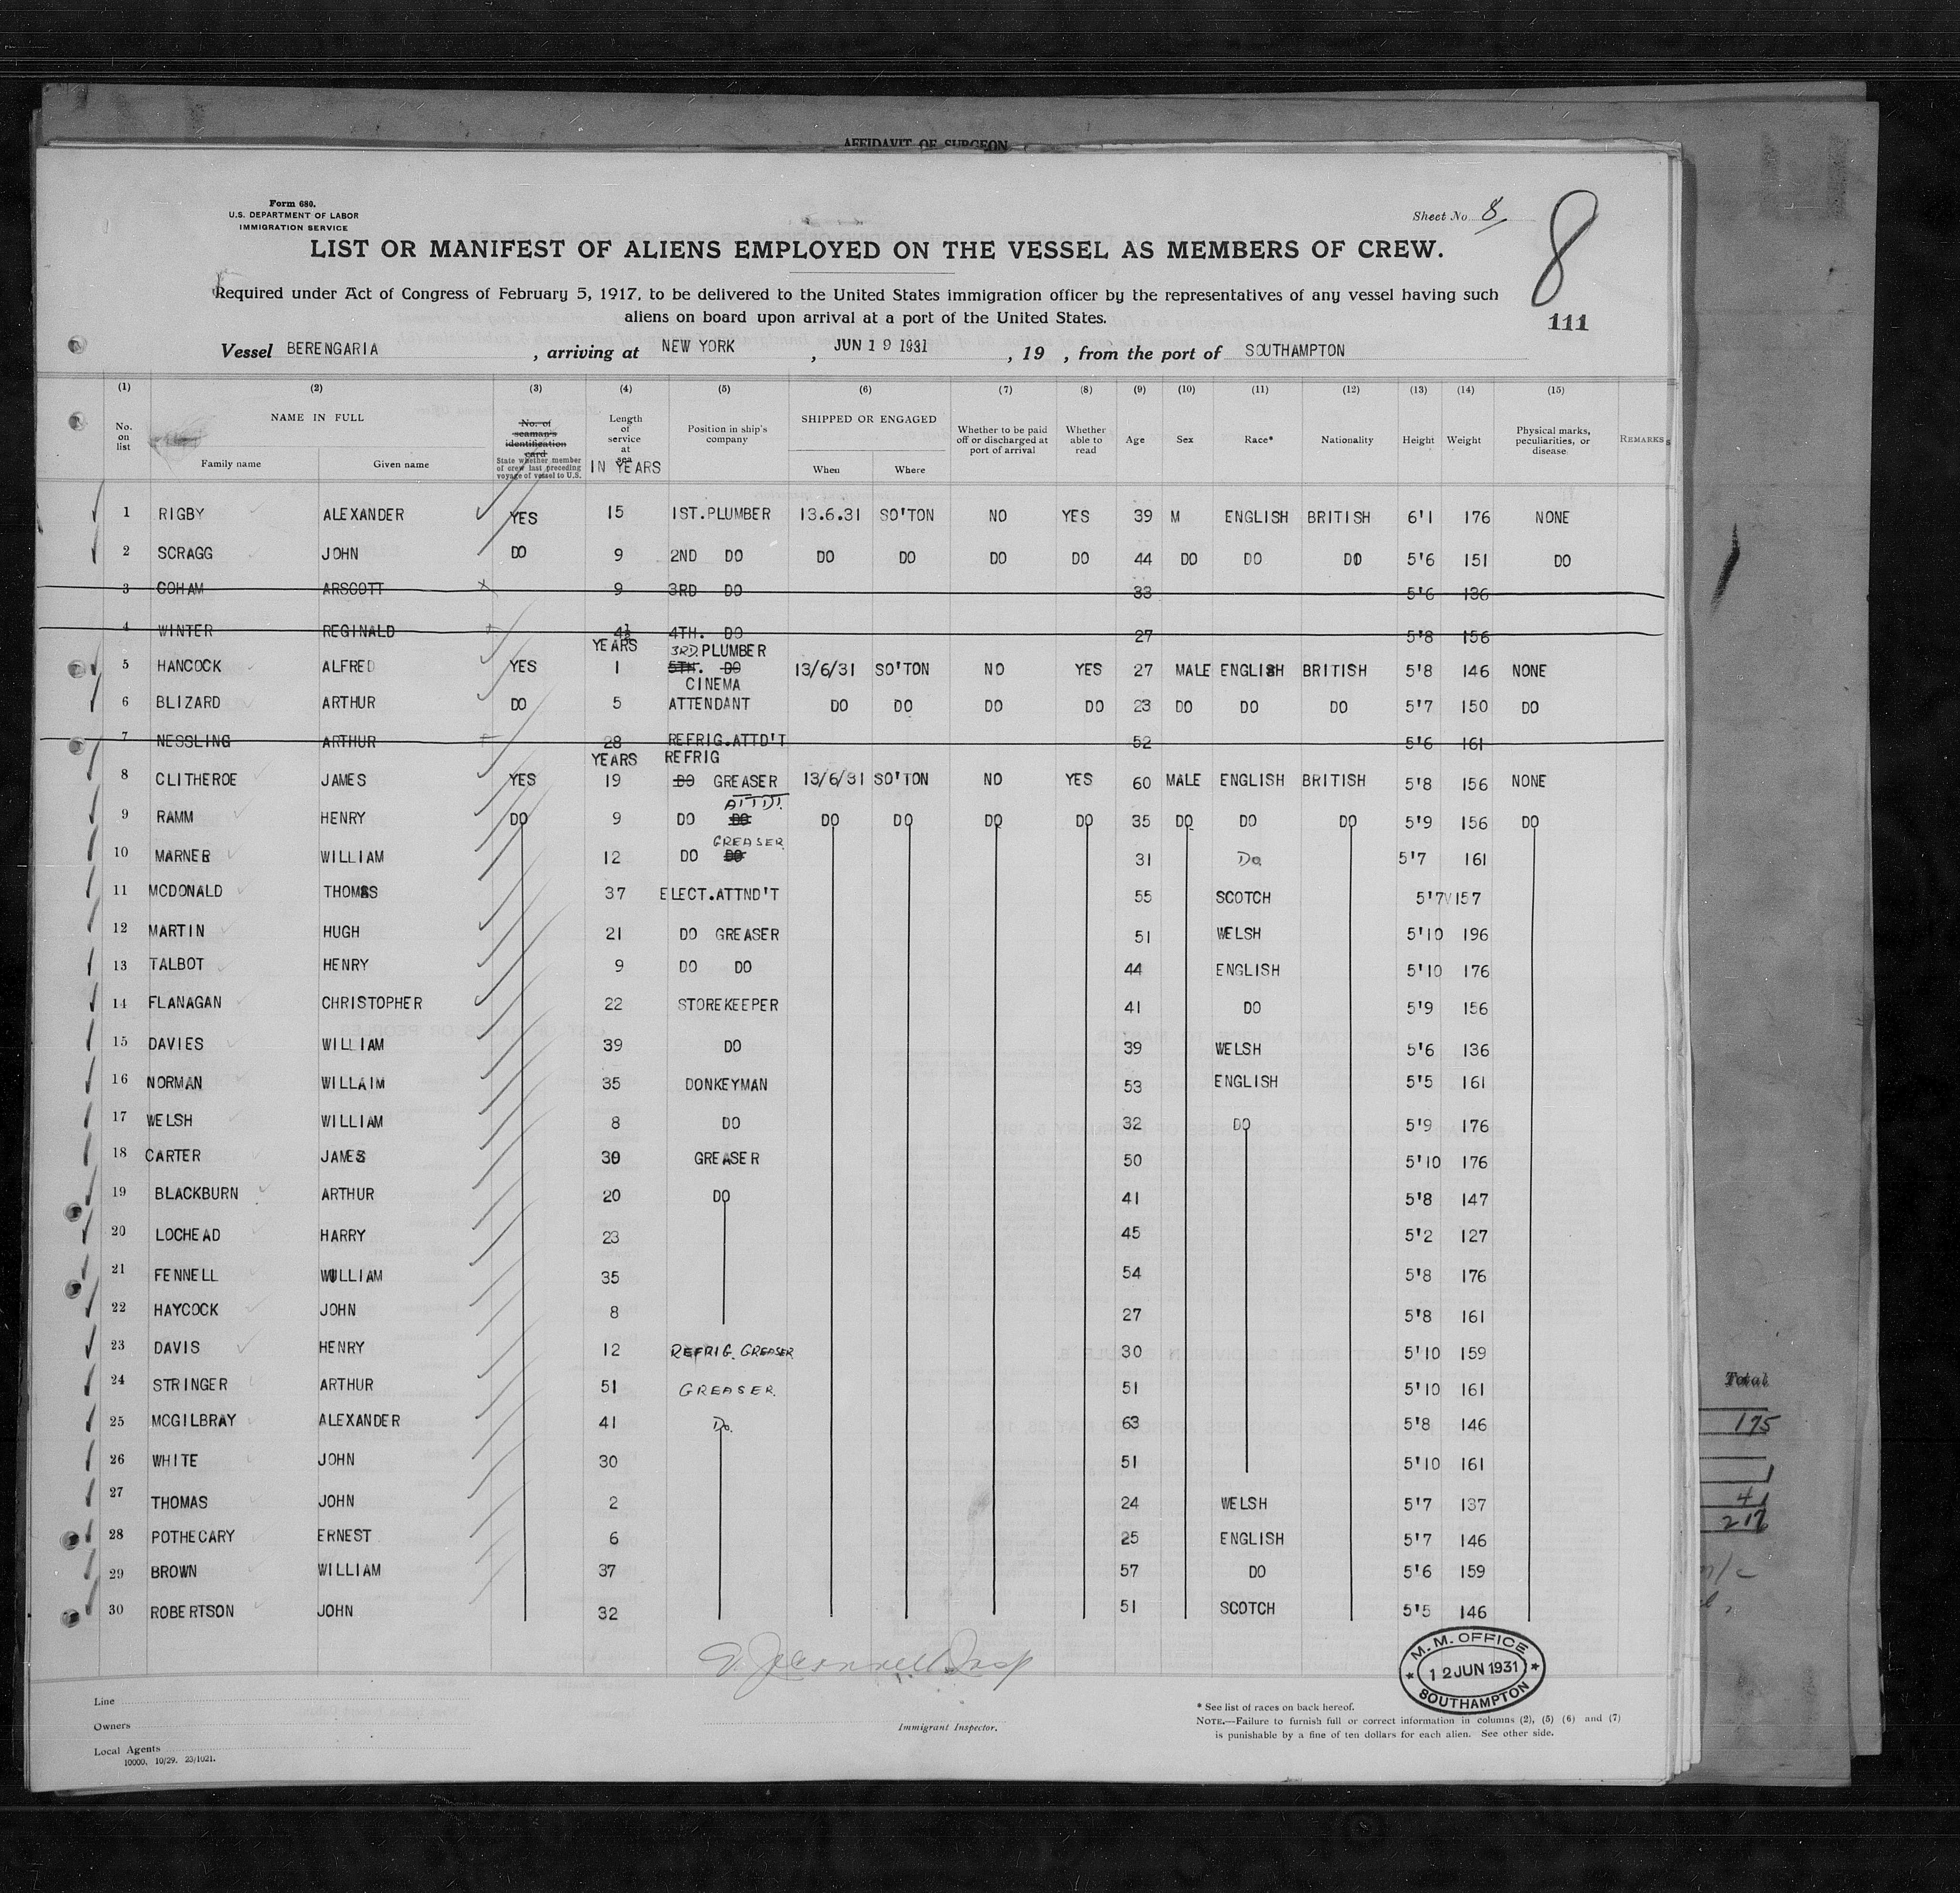 AFFIDAVIT OF SURGEON
Form 680.
U.S. DEPARTMENT OF LABOR
IMMIGRATION SERVICE
Sheet No. 8
8
LIST OR MANIFEST OF ALIENS EMPLOYED ON THE VESSEL AS MEMBERS OF CREW.
Required under Act of Congress of February 5, 1917, to be delivered to the United States immigration officer by the representatives of any vessel having such
aliens on board upon arrival at a port of the United States.
111
Vessel BERENGARIA , arriving at NEW YORK , JUN 19 1931 , 19 , from the port of SOUTHAMPTON
(1) (2) (3) (4) (5) (6) (7) (8) (9) (10) (11) (12) (13) (14) (15)
No. on list NAME IN FULL Family name Given name No. of seaman's identification card State whether member of crew last preceding voyage of vessel to U.S. Length of service at sea IN YEARS Position in ship's company SHIPPED OR ENGAGED When Where Whether to be paid off or discharged at port of arrival Whether able to read Age Sex Race* Nationality Height Weight Physical marks, peculiarities, or disease. REMARKS
1 RIGBY ALEXANDER YES 15 1ST.PLUMBER 13.6.31 SO'TON NO YES 39 M ENGLISH BRITISH 6'1 176 NONE
2 SCRAGG JOHN DO 9 2ND DO DO DO DO DO 44 DO DO DO 5'6 151 DO
3 GOHAM ARSCOTT 9 3RD DO 33 5'6 136
4 WINTER REGINALD 4½ 4TH. DO 27 5'8 156
YEARS 3RD. PLUMBER
5 HANCOCK ALFRED YES 1 5TH. DO 13/6/31 SO'TON NO YES 27 MALE ENGLISH BRITISH 5'8 146 NONE
CINEMA
6 BLIZARD ARTHUR DO 5 ATTENDANT DO DO DO DO 23 DO DO DO 5'7 150 DO
7 NESSLING ARTHUR 28 REFRIG.ATTD'T 52 5'6 161
YEARS REFRIG
8 CLITHEROE JAMES YES 19 DO GREASER 13/6/31 SO'TON NO YES 60 MALE ENGLISH BRITISH 5'8 156 NONE
ATTDT.
9 RAMM HENRY DO 9 DO DO DO DO DO DO 35 DO DO DO 5'9 156 DO
GREASER
10 MARNER WILLIAM 12 DO DO 31 Do 5'7 161
11 MCDONALD THOMAS 37 ELECT.ATTND'T 55 SCOTCH 5'7 157
12 MARTIN HUGH 21 DO GREASER 51 WELSH 5'10 196
13 TALBOT HENRY 9 DO DO 44 ENGLISH 5'10 176
14 FLANAGAN CHRISTOPHER 22 STOREKEEPER 41 DO 5'9 156
15 DAVIES WILLIAM 39 DO 39 WELSH 5'6 136
16 NORMAN WILLAIM 35 DONKEYMAN 53 ENGLISH 5'5 161
17 WELSH WILLIAM 8 DO 32 DO 5'9 176
18 CARTER JAMES 30 GREASER 50 5'10 176
19 BLACKBURN ARTHUR 20 DO 41 5'8 147
20 LOCHEAD HARRY 23 45 5'2 127
21 FENNELL WILLIAM 35 54 5'8 176
22 HAYCOCK JOHN 8 27 5'8 161
23 DAVIS HENRY 12 REFRIG. GREASER 30 5'10 159
24 STRINGER ARTHUR 51 GREASER 51 5'10 161
25 MCGILBRAY ALEXANDER 41 Do. 63 5'8 146
26 WHITE JOHN 30 51 5'10 161
27 THOMAS JOHN 2 24 WELSH 5'7 137
28 POTHECARY ERNEST 6 25 ENGLISH 5'7 146
29 BROWN WILLIAM 37 57 DO 5'6 159
30 ROBERTSON JOHN 32 51 SCOTCH 5'5 146
M.M. OFFICE
12 JUN 1931
SOUTHAMPTON
Line
Owners
Local Agents
10000. 10/29. 23/1021.
Immigrant Inspector.
* See list of races on back hereof.
NOTE.—Failure to furnish full or correct information in columns (2), (5) (6) and (7)
is punishable by a fine of ten dollars for each alien. See other side.
Total
175
1
41
217